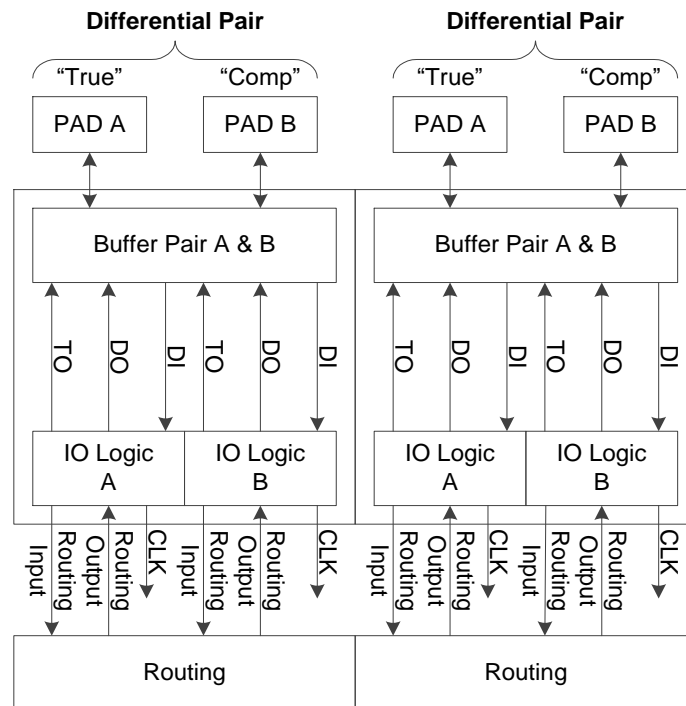 Differential Pair
Differential Pair
“True”
“Comp”
“True”
“Comp”
PAD A
PAD B
PAD A
PAD B
Buffer Pair A & B
Buffer Pair A & B
TO
DO
DI
TO
DO
DI
TO
DO
DI
TO
DO
DI
IO Logic
A
IO Logic
B
IO Logic
A
IO Logic
B
Routing
Input
Routing
Output
CLK
Routing
Input
Routing
Output
CLK
Routing
Input
Routing
Output
CLK
Routing
Input
Routing
Output
CLK
Routing
Routing